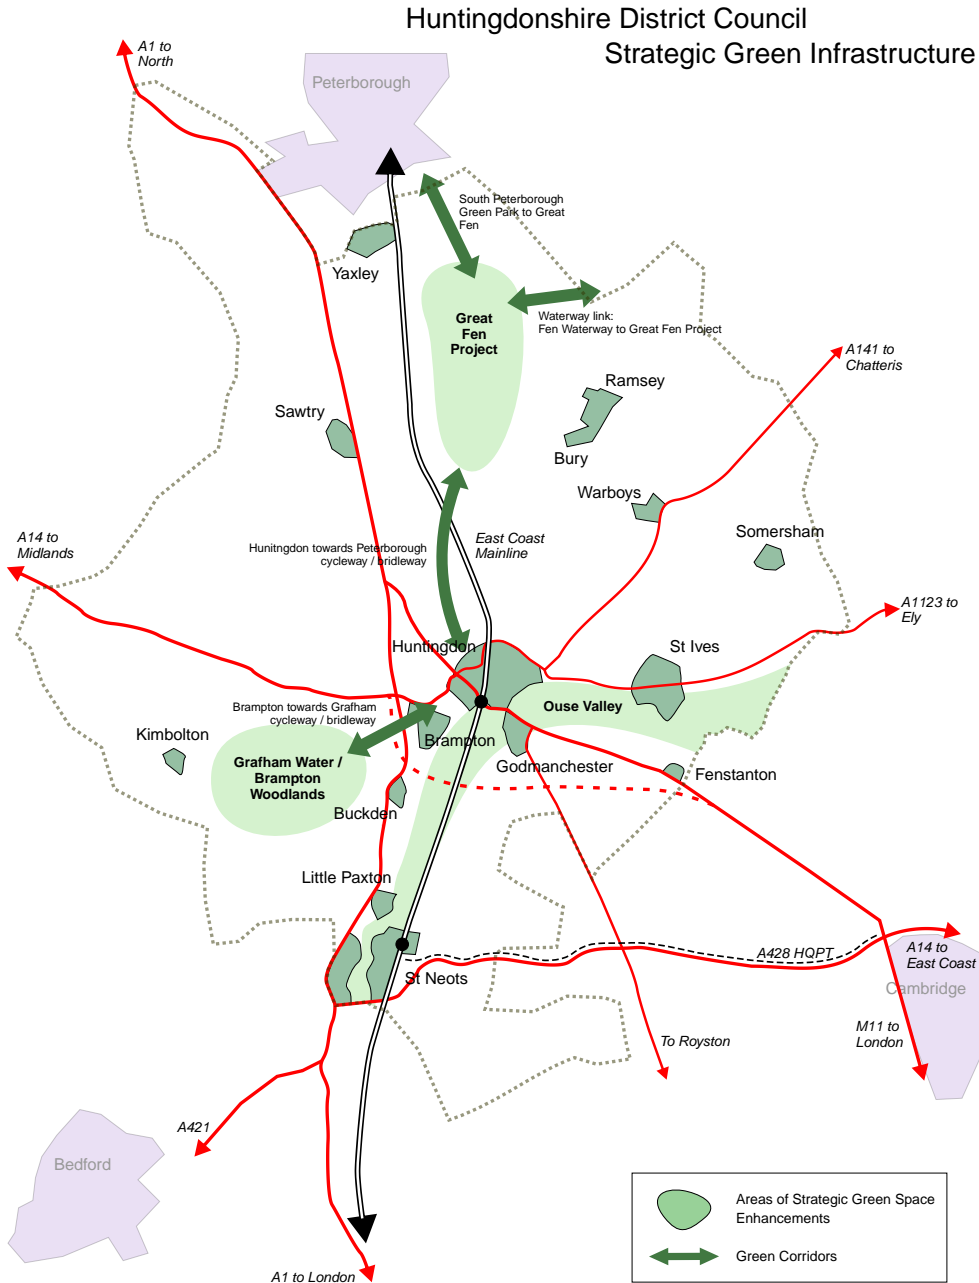 Huntingdonshire District Council
Strategic Green Infrastructure
A1 to
North
Peterborough
South Peterborough
Green Park to Great
Fen
Yaxley
Great
Fen
Project
Waterway link:
Fen Waterway to Great Fen Project
A141 to
Chatteris
Ramsey
Sawtry
Bury
Warboys
Somersham
A14 to
Midlands
East Coast
Mainline
Hunitngdon towards Peterborough
cycleway / bridleway
A1123 to
Ely
Huntingdon
St Ives
Brampton towards Grafham
cycleway / bridleway
Ouse Valley
Kimbolton
Brampton
Grafham Water /
Brampton
Woodlands
Godmanchester
Fenstanton
Buckden
Little Paxton
A428 HQPT
A14 to
East Coast
St Neots
Cambridge
To Royston
M11 to
London
A421
Bedford
Areas of Strategic Green Space
Enhancements
Green Corridors
A1 to London